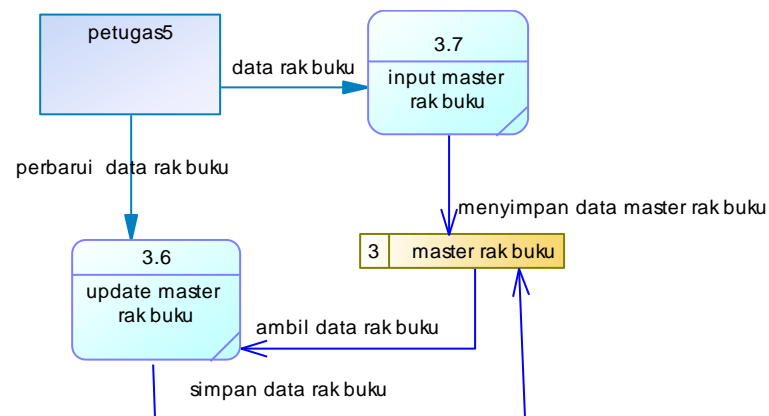 petugas5
3.7
data rak buku
input master
rak buku
perbarui data rak buku
menyimpan data master rak buku
3.6
3 master rak buku
update master
rak buku
ambil data rak buku
simpan data rak buku